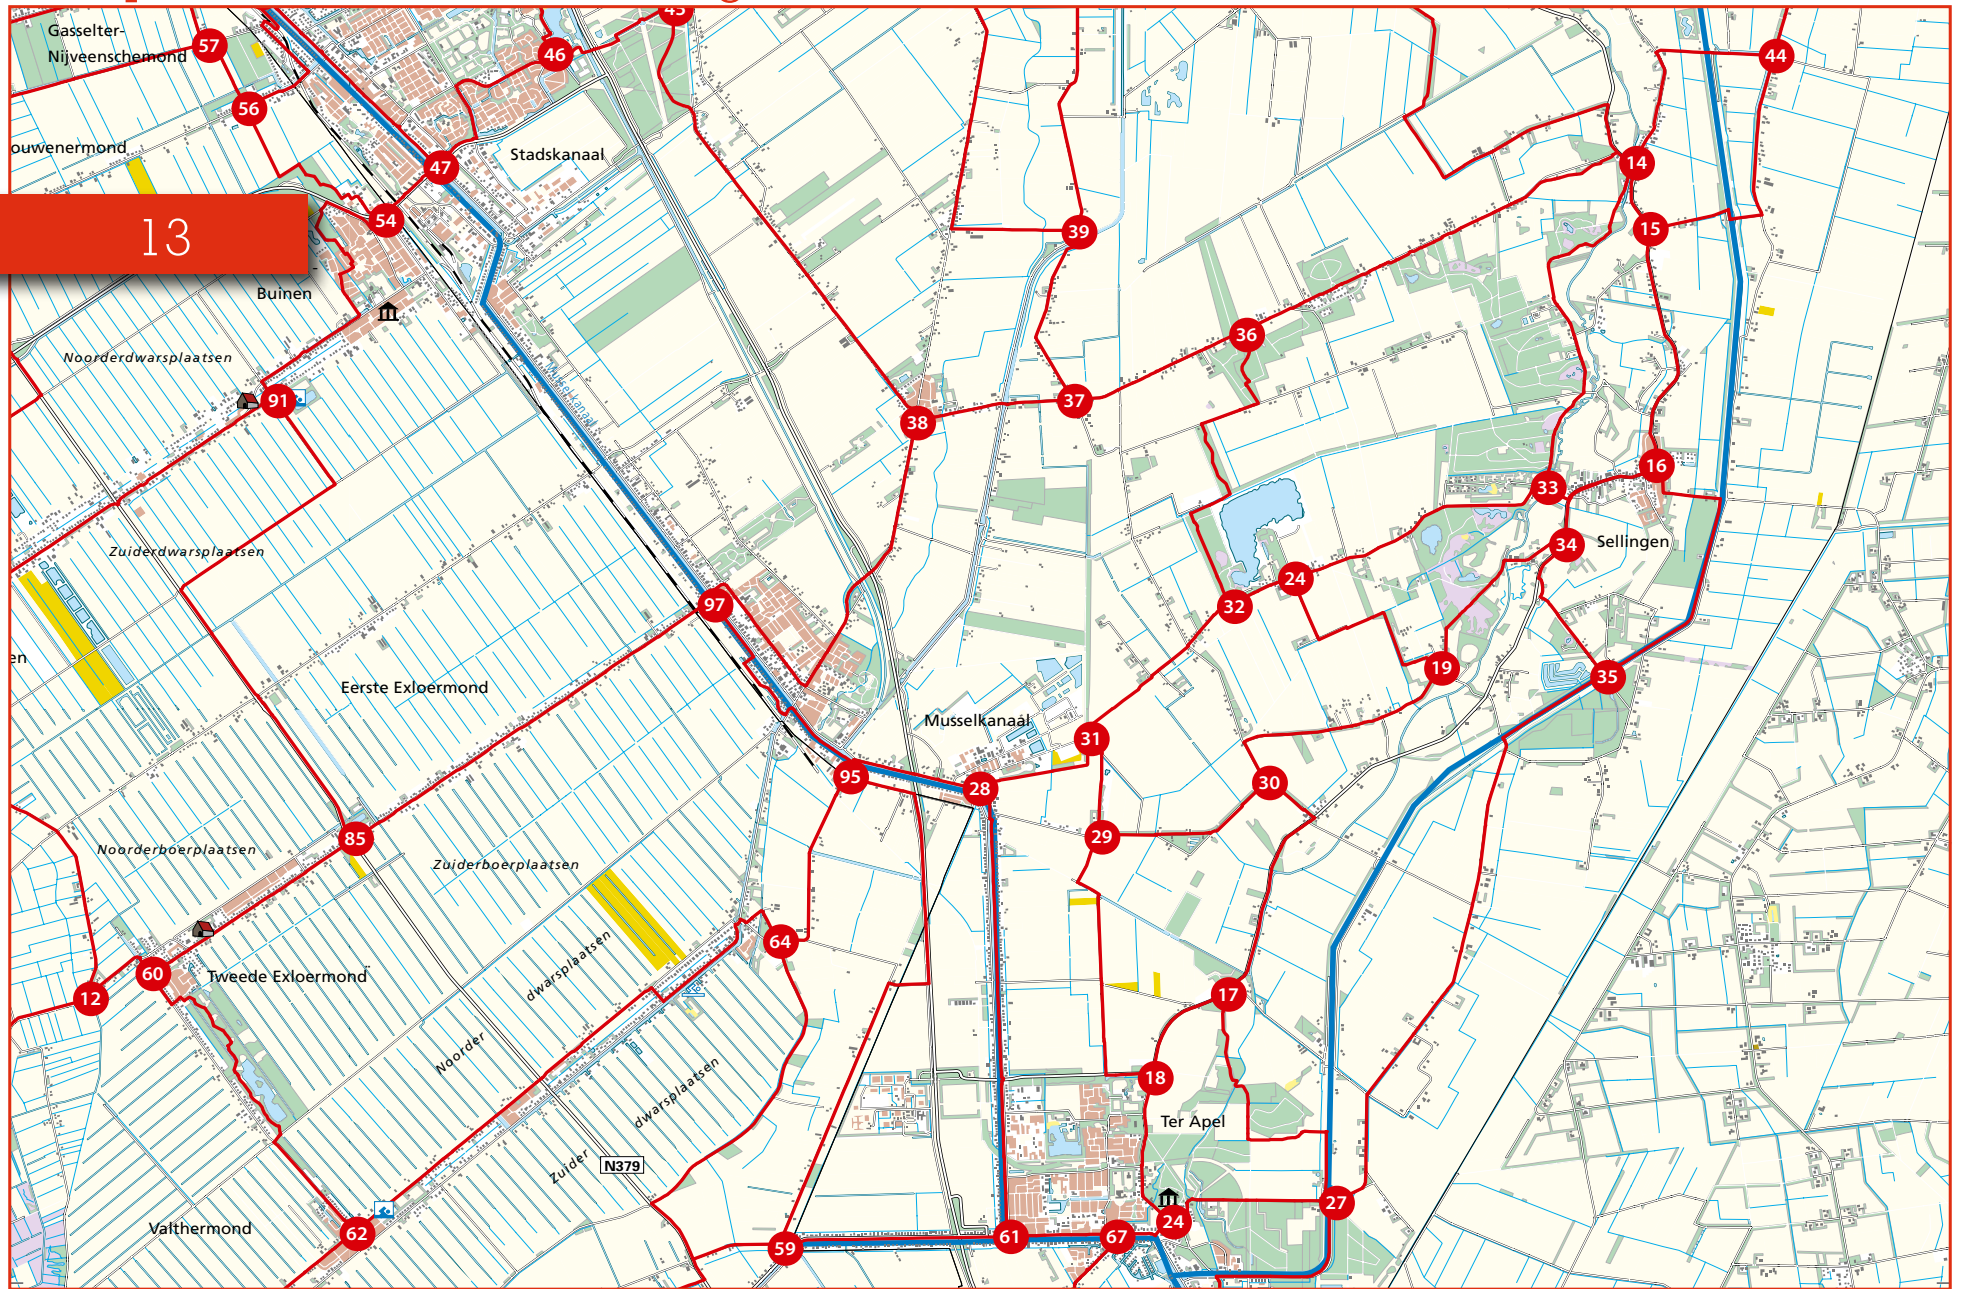 45
Gasselter-
57
46
44
Nijveenschemond
56
ouwenermond
47
Stadskanaal
14
54
13
39
15
Buinen
-
36
Noorderdwarsplaatsen
91
37
38
16
33
Zuiderdwarsplaatsen
34
Sellingen
24
97
32
en
19
35
Eerste Exloermond
Musselkanaal
31
95
28
30
29
85
Noorderboerplaatsen
Zuiderboerplaatsen
64
dwarsplaatsen
60
Tweede Exloermond
12
17
Noorder
18
dwarsplaatsen
Ter Apel
Zuider
N379
27
Valthermond
24
62
61
67
59